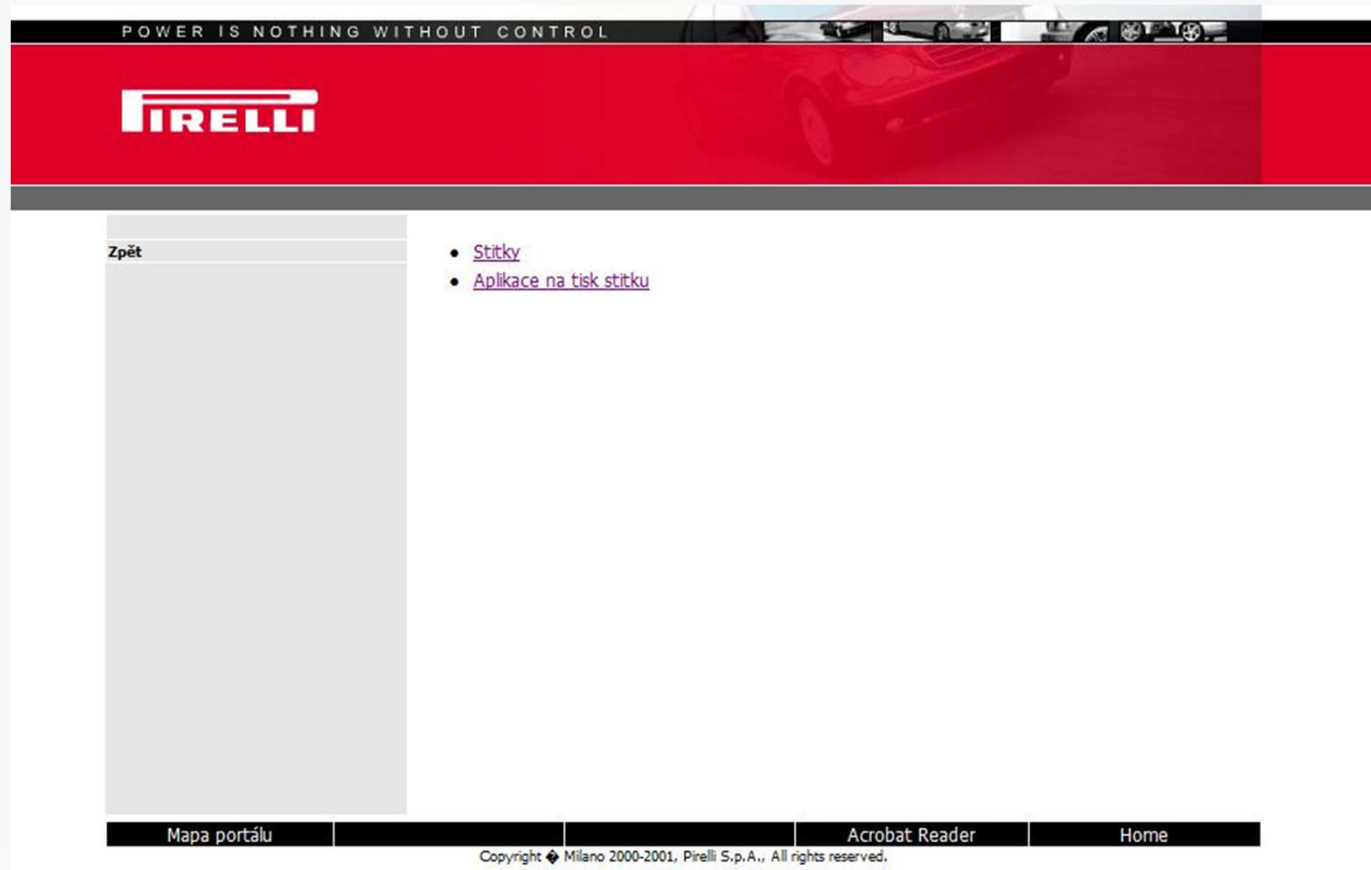 POWER IS NOTHING WITHOUT CONTROL
PIRELLI
Zpět
• Stitky
• Aplikace na tisk stitku
Mapa portálu Acrobat Reader Home
Copyright � Milano 2000-2001, Pirelli S.p.A., All rights reserved.